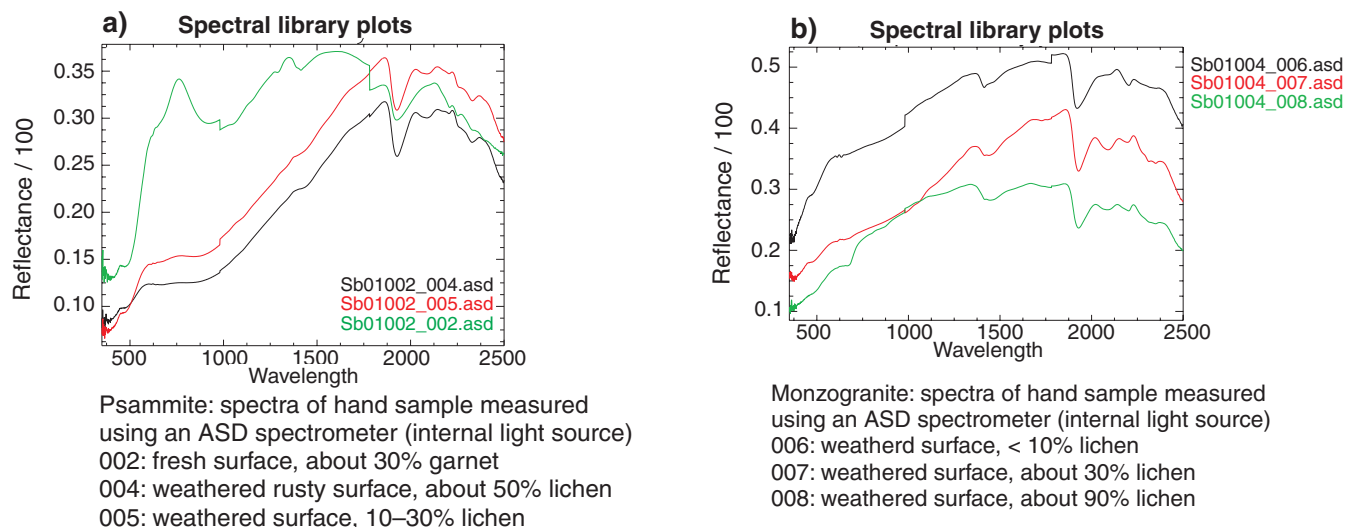 a) Spectral library plots
0.35
0.30
0.25
0.20
0.15
0.10
Reflectance / 100
Sb01002_004.asd
Sb01002_005.asd
Sb01002_002.asd
500 1000 1500 2000 2500
Wavelength
Psammite: spectra of hand sample measured
using an ASD spectrometer (internal light source)
002: fresh surface, about 30% garnet
004: weathered rusty surface, about 50% lichen
005: weathered surface, 10–30% lichen
b) Spectral library plots
0.5
0.4
0.3
0.2
0.1
Reflectance / 100
Sb01004_006.asd
Sb01004_007.asd
Sb01004_008.asd
500 1000 1500 2000 2500
Wavelength
Monzogranite: spectra of hand sample measured
using an ASD spectrometer (internal light source)
006: weatherd surface, < 10% lichen
007: weathered surface, about 30% lichen
008: weathered surface, about 90% lichen